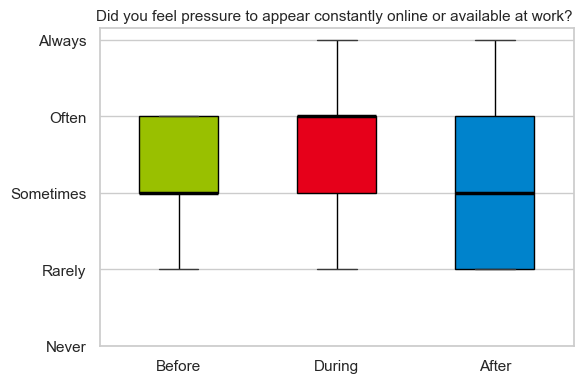 Did you feel pressure to appear constantly online or available at work?
Always
Often
Sometimes
Rarely
Never
Before During After